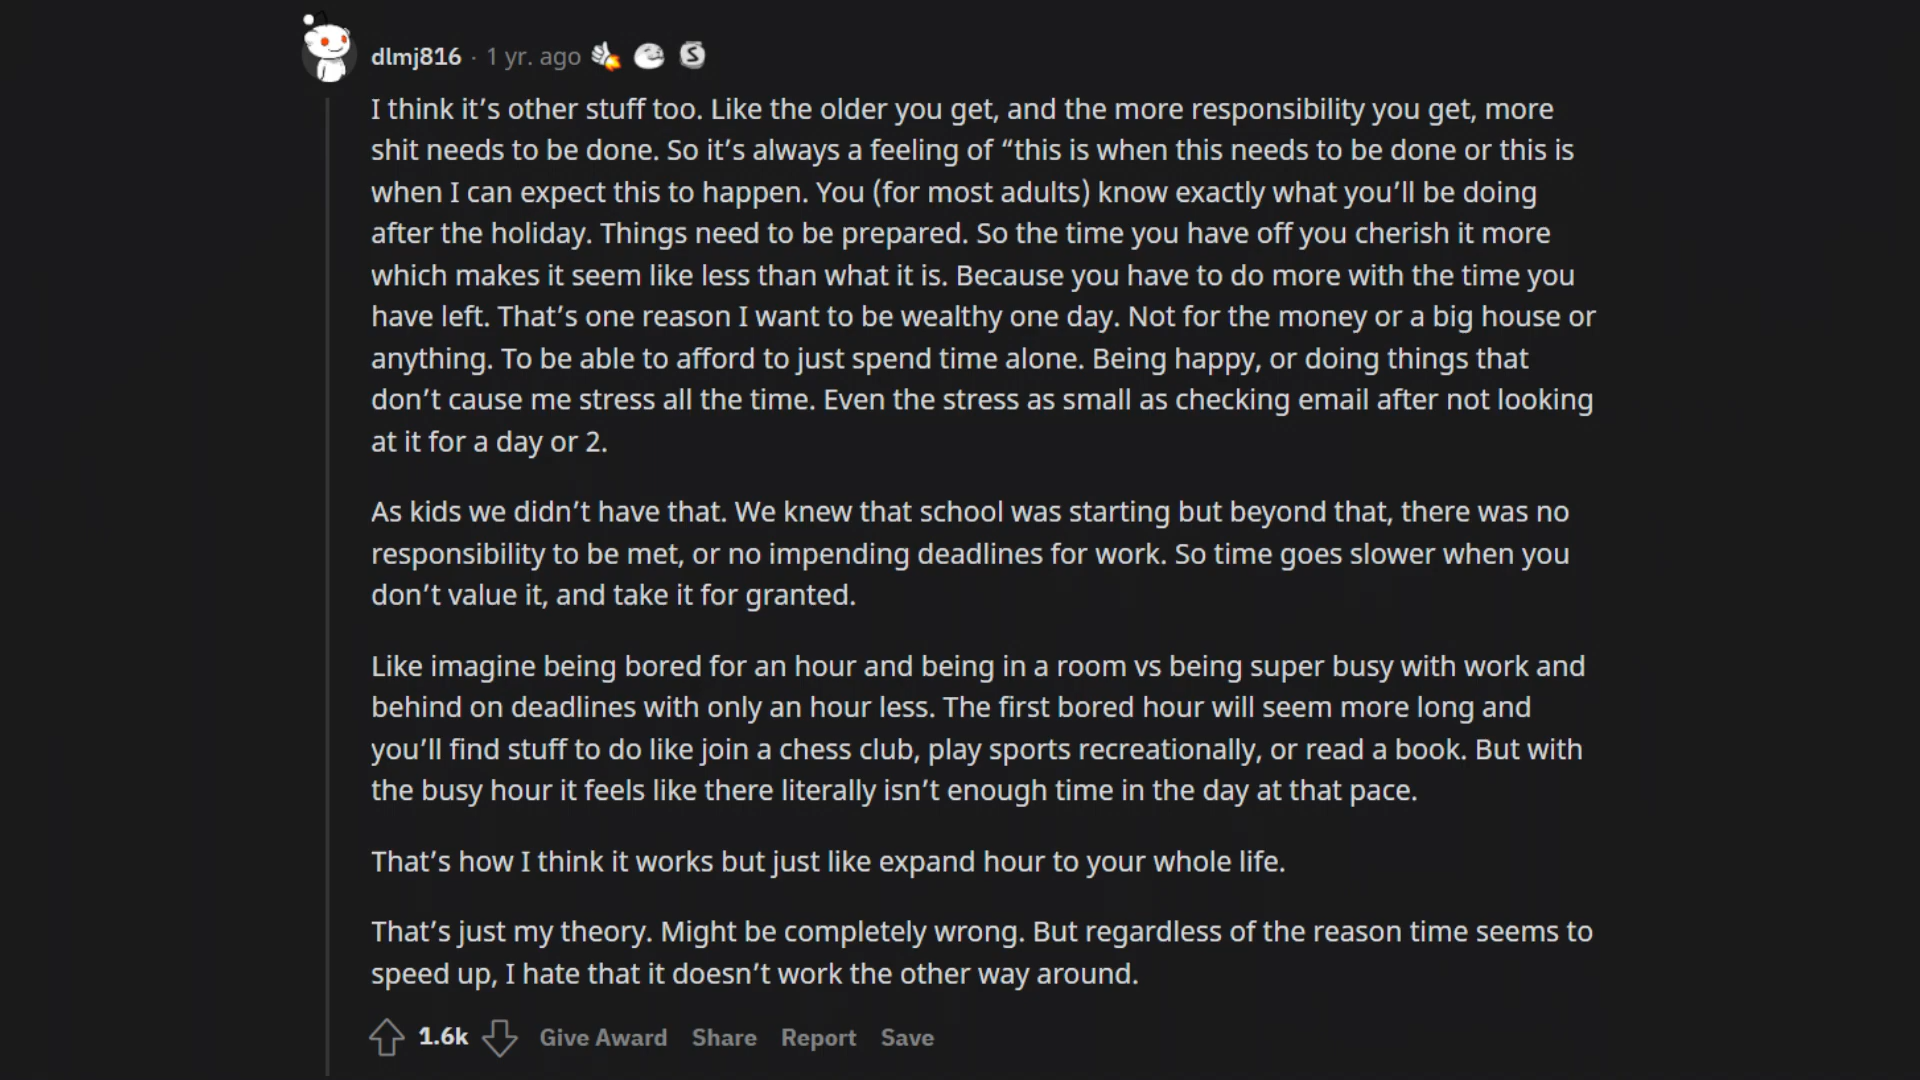 dlmj816 · 1 yr. ago
I think it’s other stuff too. Like the older you get, and the more responsibility you get, more
shit needs to be done. So it’s always a feeling of “this is when this needs to be done or this is
when I can expect this to happen. You (for most adults) know exactly what you’ll be doing
after the holiday. Things need to be prepared. So the time you have off you cherish it more
which makes it seem like less than what it is. Because you have to do more with the time you
have left. That’s one reason I want to be wealthy one day. Not for the money or a big house or
anything. To be able to afford to just spend time alone. Being happy, or doing things that
don’t cause me stress all the time. Even the stress as small as checking email after not looking
at it for a day or 2.
As kids we didn’t have that. We knew that school was starting but beyond that, there was no
responsibility to be met, or no impending deadlines for work. So time goes slower when you
don’t value it, and take it for granted.
Like imagine being bored for an hour and being in a room vs being super busy with work and
behind on deadlines with only an hour less. The first bored hour will seem more long and
you’ll find stuff to do like join a chess club, play sports recreationally, or read a book. But with
the busy hour it feels like there literally isn’t enough time in the day at that pace.
That’s how I think it works but just like expand hour to your whole life.
That’s just my theory. Might be completely wrong. But regardless of the reason time seems to
speed up, I hate that it doesn’t work the other way around.
1.6k Give Award Share Report Save